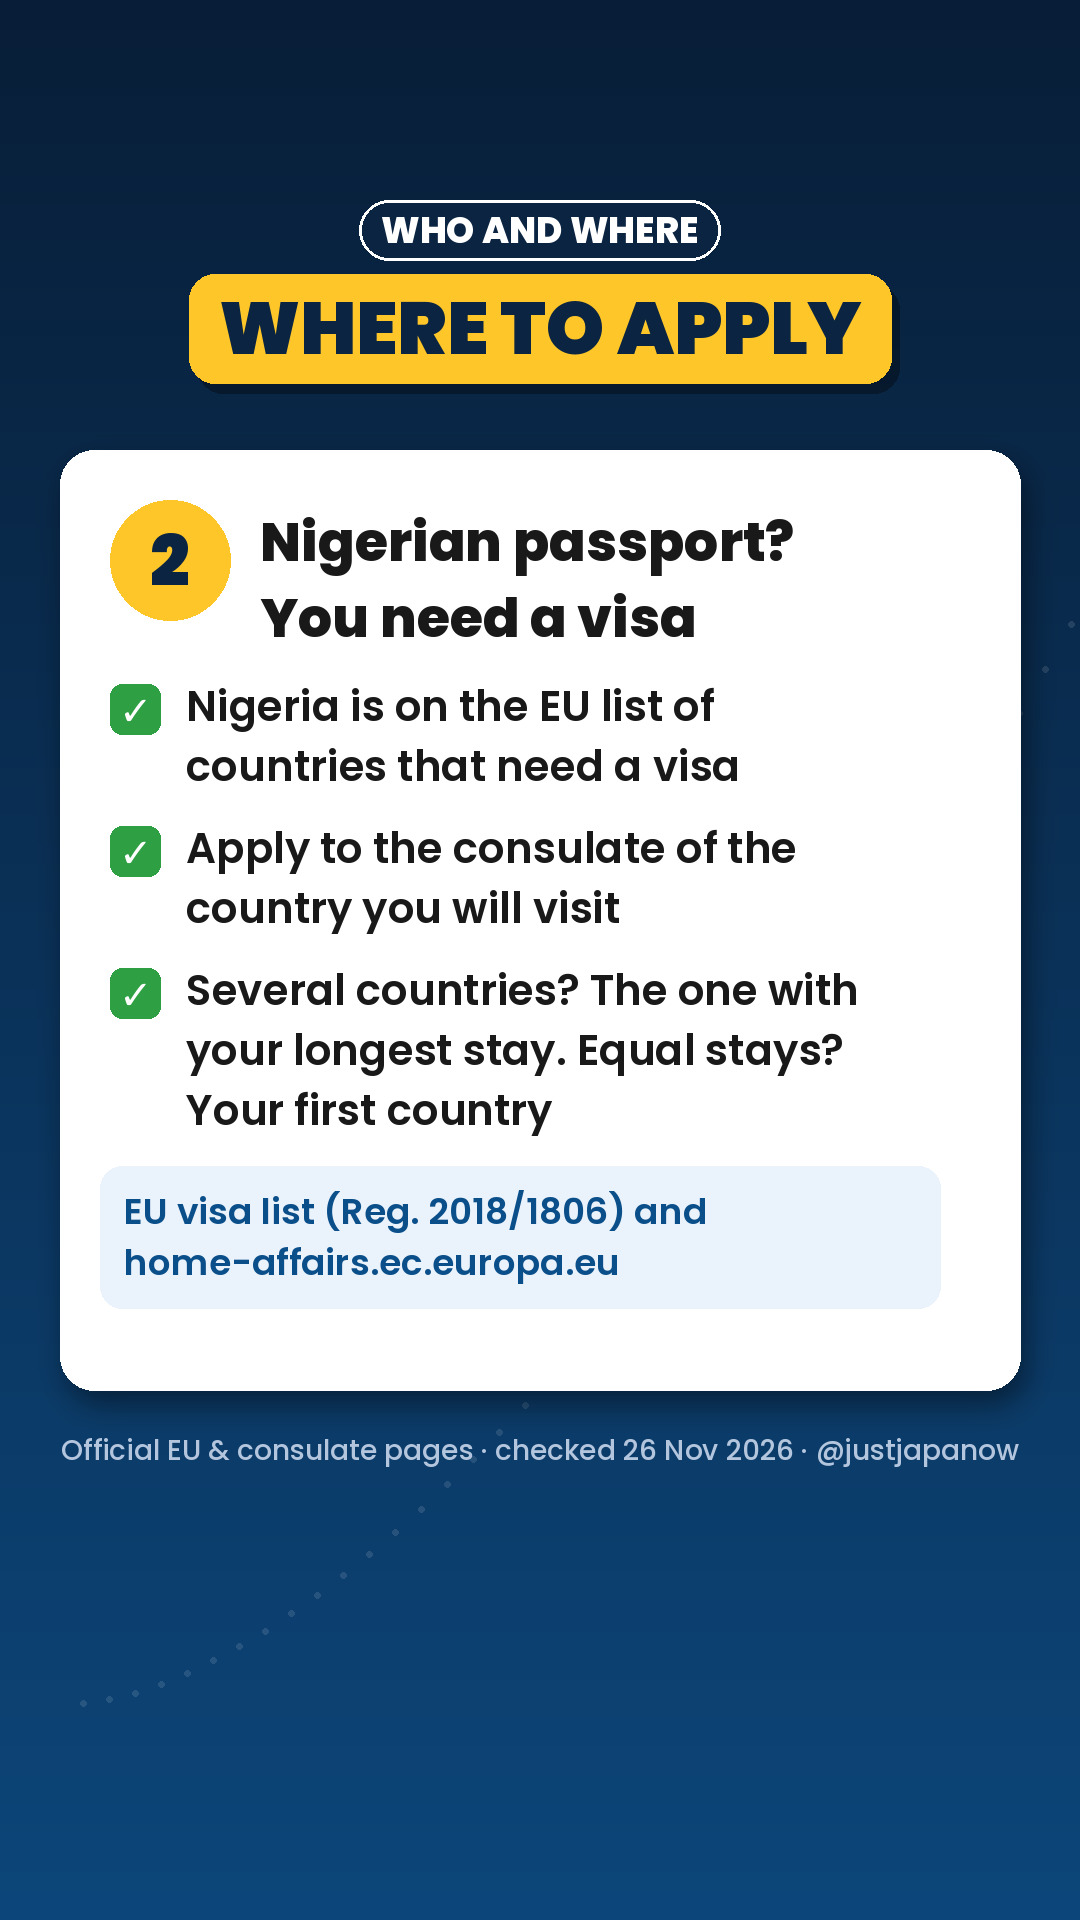 WHO AND WHERE
WHERE TO APPLY
2
Nigerian passport?
You need a visa
✓ Nigeria is on the EU list of
countries that need a visa
✓ Apply to the consulate of the
country you will visit
✓ Several countries? The one with
your longest stay. Equal stays?
Your first country
EU visa list (Reg. 2018/1806) and
home-affairs.ec.europa.eu
Official EU & consulate pages · checked 26 Nov 2026 · @justjapanow